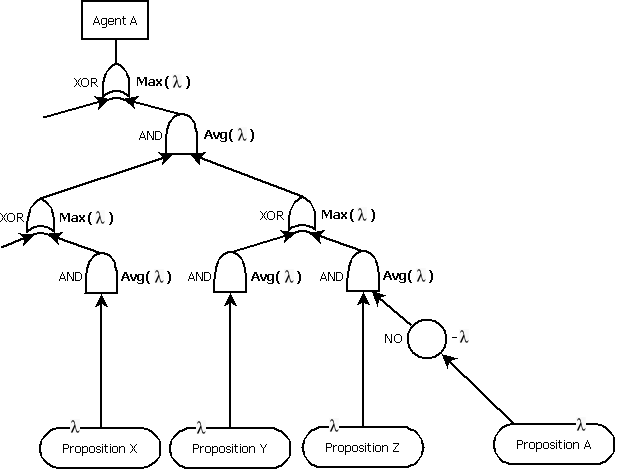 Agent A
XOR Max(λ)
AND Avg(λ)
XOR Max(λ) XOR Max(λ)
AND Avg(λ) AND Avg(λ) AND Avg(λ)
NO -λ
λ λ λ λ
Proposition X Proposition Y Proposition Z Proposition A